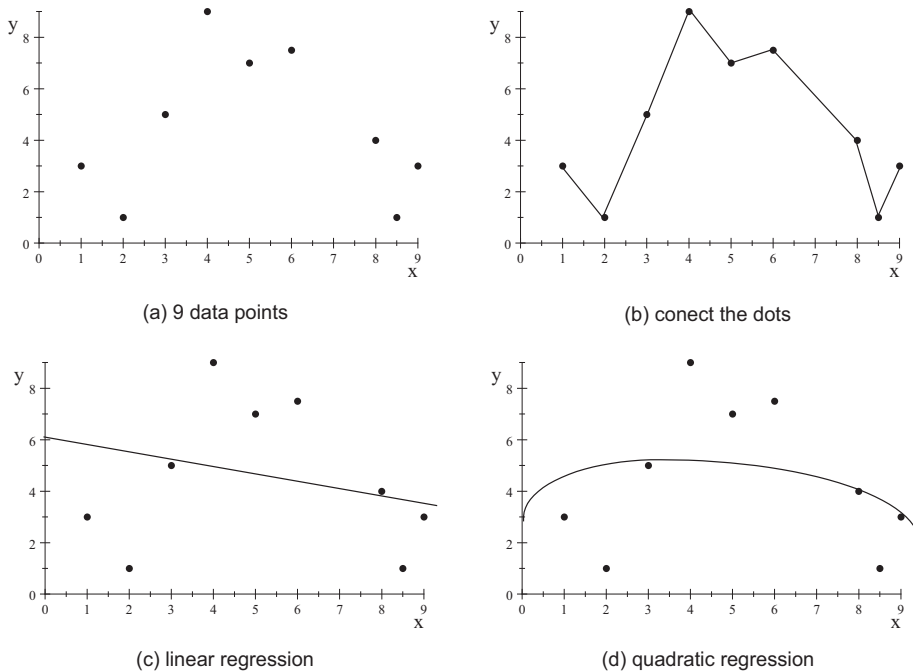 y
8
6
4
2
0
0 1 2 3 4 5 6 7 8 9
x
(a) 9 data points
y
8
6
4
2
0
0 1 2 3 4 5 6 7 8 9
x
(b) conect the dots
y
8
6
4
2
0
0 1 2 3 4 5 6 7 8 9
x
(c) linear regression
y
8
6
4
2
0
0 1 2 3 4 5 6 7 8 9
x
(d) quadratic regression